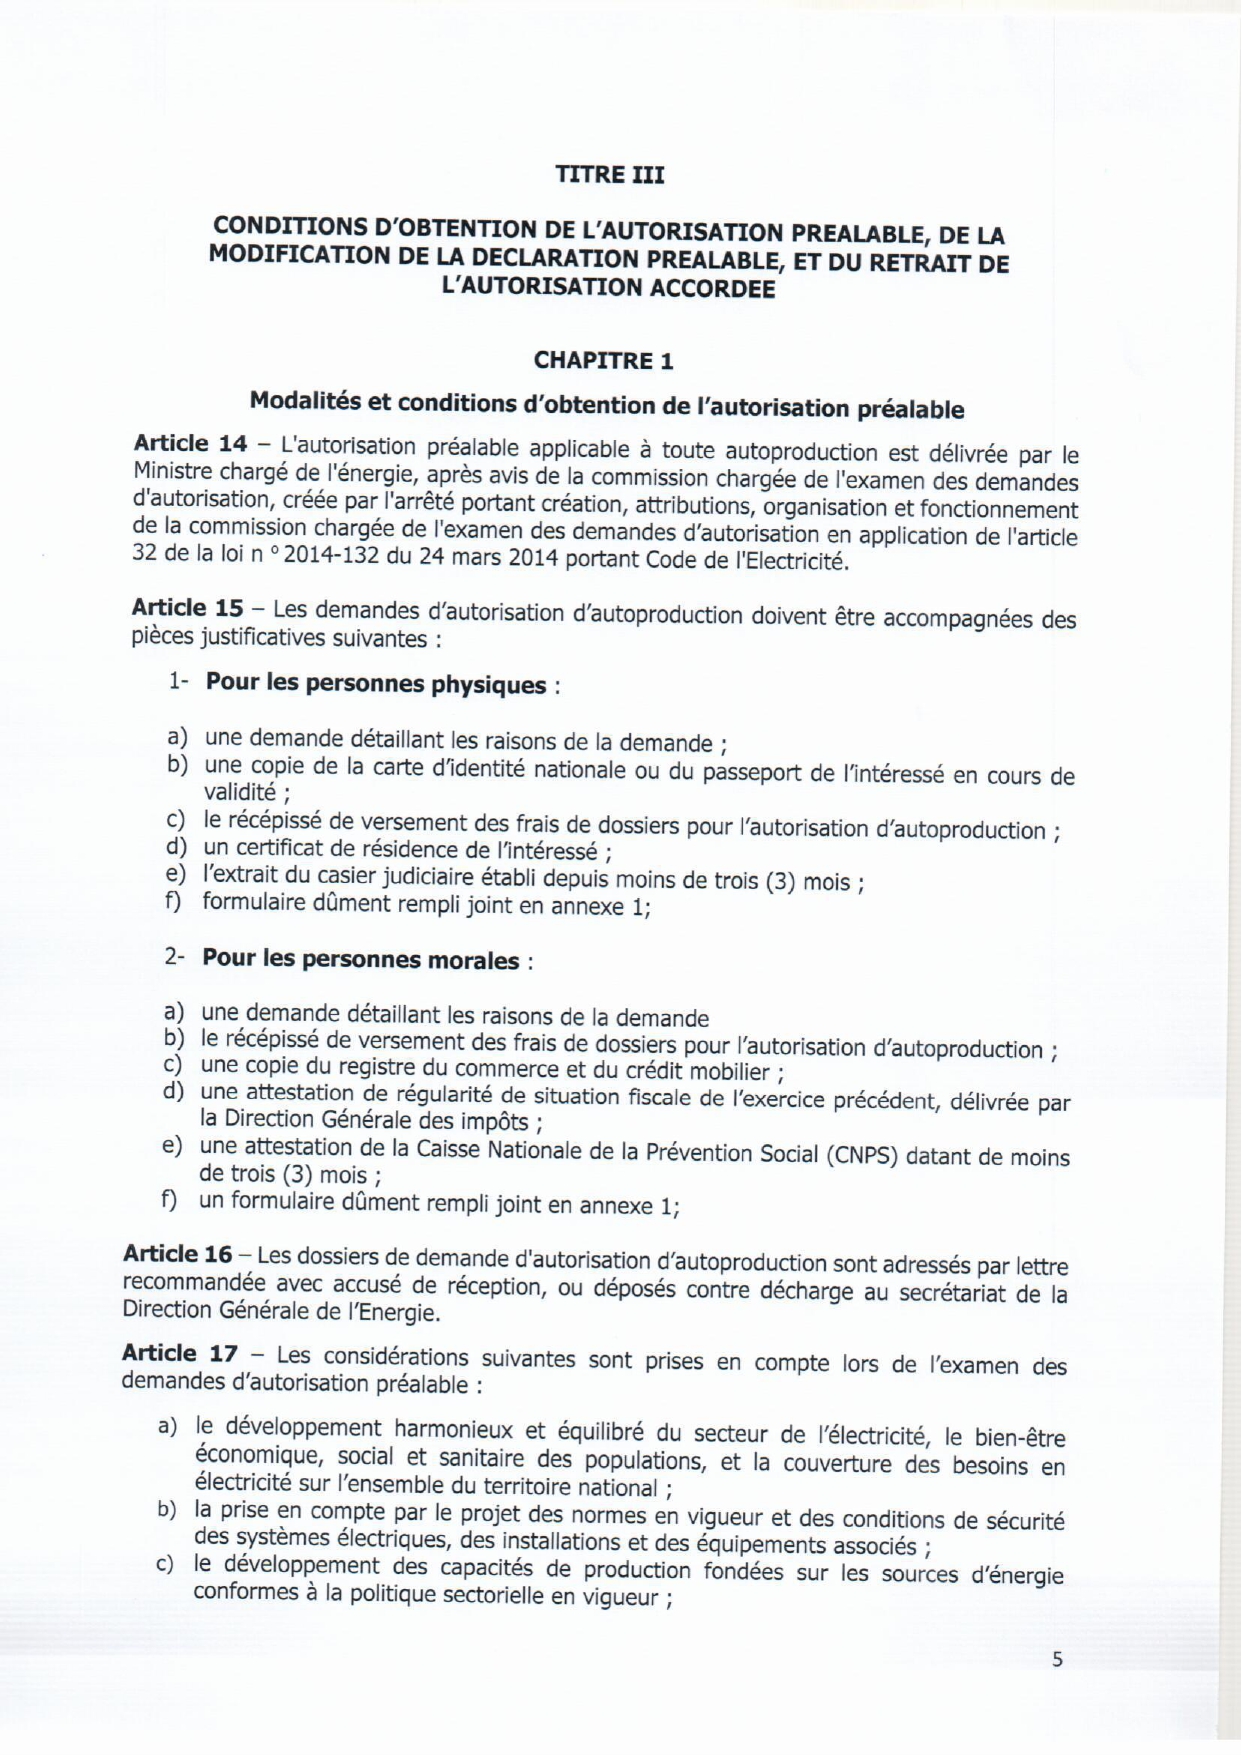 TITRE III
CONDITIONS D'OBTENTION DE L'AUTORISATION PREALABLE, DE LA
MODIFICATION DE LA DECLARATION PREALABLE, ET DU RETRAIT DE
L'AUTORISATION ACCORDEE
CHAPITRE 1
Modalités et conditions d'obtention de l'autorisation préalable
Article 14 – L'autorisation préalable applicable à toute autoproduction est délivrée par le
Ministre chargé de l'énergie, après avis de la commission chargée de l'examen des demandes
d'autorisation, créée par l'arrêté portant création, attributions, organisation et fonctionnement
de la commission chargée de l'examen des demandes d'autorisation en application de l'article
32 de la loi n º 2014-132 du 24 mars 2014 portant Code de l'Electricité.
Article 15 – Les demandes d'autorisation d'autoproduction doivent être accompagnées des
pièces justificatives suivantes :
1- Pour les personnes physiques :
a) une demande détaillant les raisons de la demande ;
b) une copie de la carte d'identité nationale ou du passeport de l'intéressé en cours de
validité ;
c) le récépissé de versement des frais de dossiers pour l'autorisation d'autoproduction ;
d) un certificat de résidence de l'intéressé ;
e) l'extrait du casier judiciaire établi depuis moins de trois (3) mois ;
f) formulaire dûment rempli joint en annexe 1;
2- Pour les personnes morales :
a) une demande détaillant les raisons de la demande
b) le récépissé de versement des frais de dossiers pour l'autorisation d'autoproduction ;
c) une copie du registre du commerce et du crédit mobilier ;
d) une attestation de régularité de situation fiscale de l'exercice précédent, délivrée par
la Direction Générale des impôts ;
e) une attestation de la Caisse Nationale de la Prévention Social (CNPS) datant de moins
de trois (3) mois ;
f) un formulaire dûment rempli joint en annexe 1;
Article 16 – Les dossiers de demande d'autorisation d'autoproduction sont adressés par lettre
recommandée avec accusé de réception, ou déposés contre décharge au secrétariat de la
Direction Générale de l'Energie.
Article 17 – Les considérations suivantes sont prises en compte lors de l'examen des
demandes d'autorisation préalable :
a) le développement harmonieux et équilibré du secteur de l'électricité, le bien-être
économique, social et sanitaire des populations, et la couverture des besoins en
électricité sur l'ensemble du territoire national ;
b) la prise en compte par le projet des normes en vigueur et des conditions de sécurité
des systèmes électriques, des installations et des équipements associés ;
c) le développement des capacités de production fondées sur les sources d'énergie
conformes à la politique sectorielle en vigueur ;
5